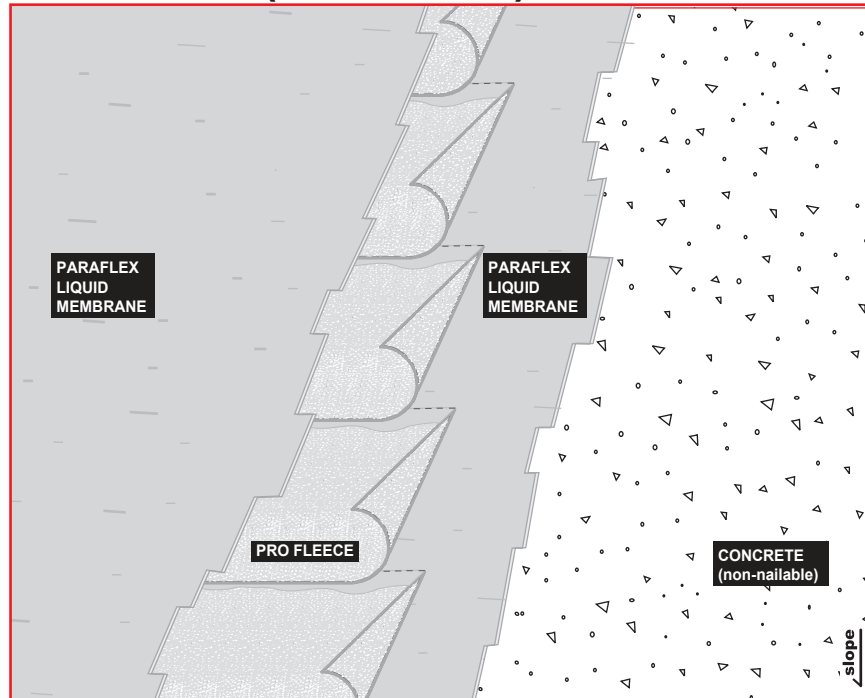 PARAFLEX
LIQUID
MEMBRANE
PARAFLEX
LIQUID
MEMBRANE
PRO FLEECE
CONCRETE
(non-nailable)
slope